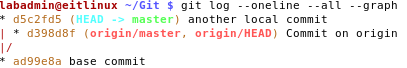 labadmin@eitlinux ~/Git $ git log --oneline --all --graph
* d5c2fd5 (HEAD -> master) another local commit
| * d398d8f (origin/master, origin/HEAD) Commit on origin
|/
* ad99e8a base commit